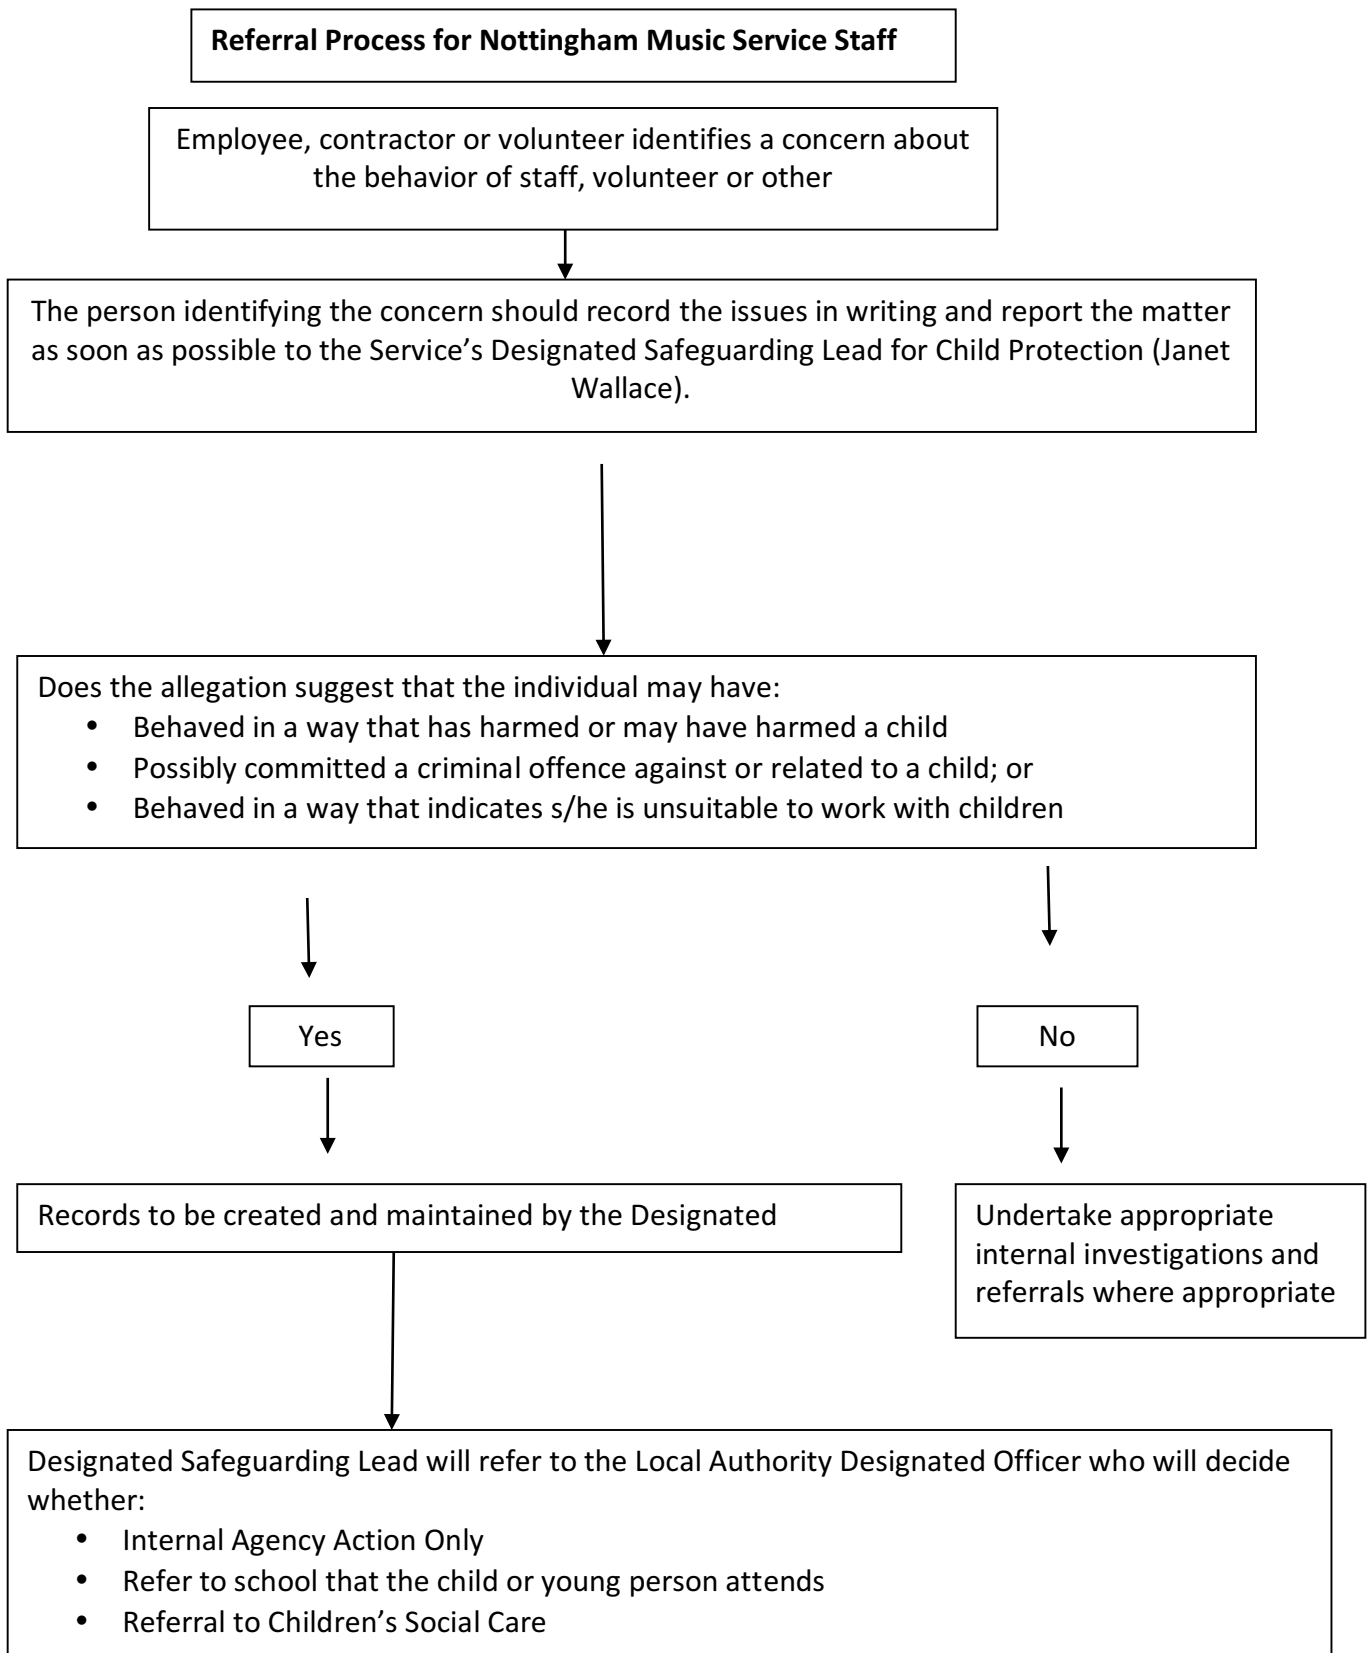 Referral Process for Nottingham Music Service Staff
Employee, contractor or volunteer identifies a concern about
the behavior of staff, volunteer or other
The person identifying the concern should record the issues in writing and report the matter
as soon as possible to the Service’s Designated Safeguarding Lead for Child Protection (Janet
Wallace).
Does the allegation suggest that the individual may have:
• Behaved in a way that has harmed or may have harmed a child
• Possibly committed a criminal offence against or related to a child; or
• Behaved in a way that indicates s/he is unsuitable to work with children
Yes
No
Records to be created and maintained by the Designated
Undertake appropriate
internal investigations and
referrals where appropriate
Designated Safeguarding Lead will refer to the Local Authority Designated Officer who will decide
whether:
• Internal Agency Action Only
• Refer to school that the child or young person attends
• Referral to Children’s Social Care